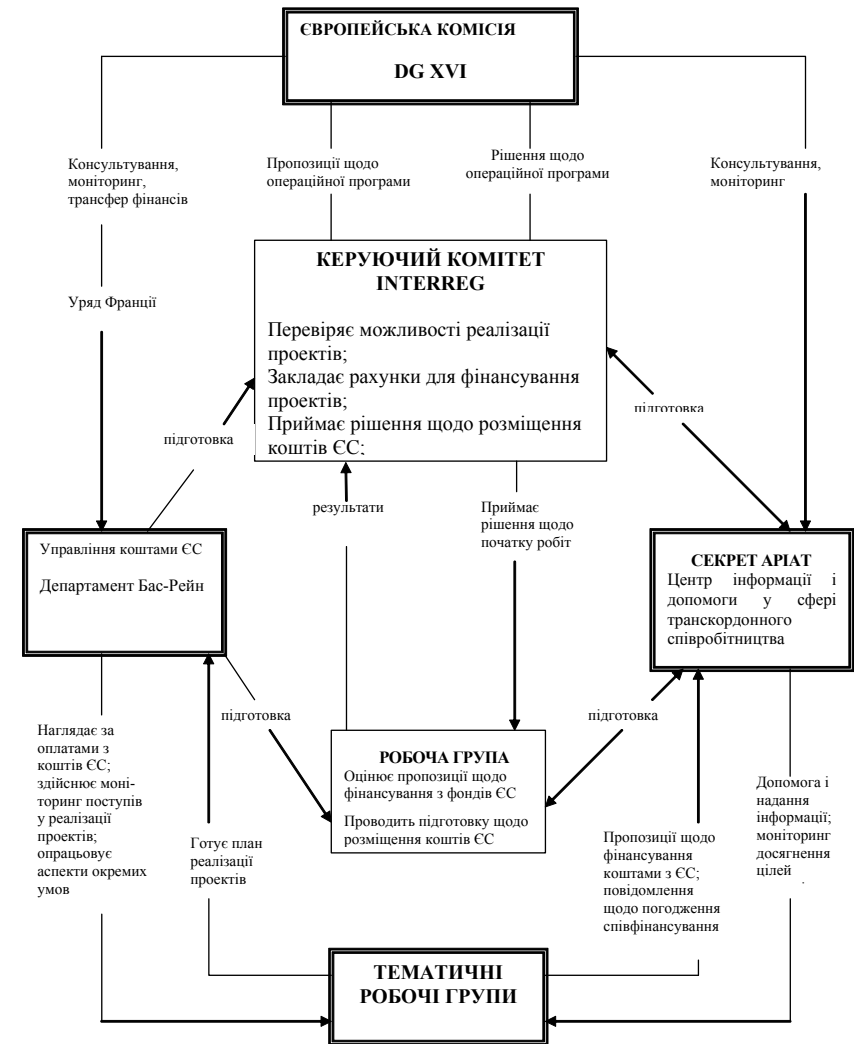 ЄВРОПЕЙСЬКА КОМІСІЯ
DG XVI
Консультування,
моніторинг,
трансфер фінансів
Пропозиції щодо
операційної програми
Рішення щодо
операційної програми
Консультування,
моніторинг
КЕРУЮЧИЙ КОМІТЕТ
INTERREG
Перевіряє можливості реалізації
проектів;
Закладає рахунки для фінансування
проектів;
Приймає рішення щодо розміщення
коштів ЄС;
Уряд Франції
підготовка
підготовка
результати
Приймає
рішення щодо
початку робіт
Управління коштами ЄС
Департамент Бас-Рейн
СЕКРЕТ АРІАТ
Центр інформації і
допомоги у сфері
транскордонного
співробітництва
підготовка
підготовка
РОБОЧА ГРУПА
Оцінює пропозиції щодо
фінансування з фондів ЄС
Проводить підготовку щодо
розміщення коштів ЄС
Наглядає за
оплатами з
коштів ЄС;
здійснює моні-
торинг поступів
у реалізації
проектів;
опрацьовує
аспекти окремих
умов
Готує план
реалізації
проектів
Пропозиції щодо
фінансування
коштами з ЄС;
повідомлення
щодо погодження
співфінансування
Допомога і
надання
інформації;
моніторинг
досягнення
цілей
ТЕМАТИЧНІ
РОБОЧІ ГРУПИ